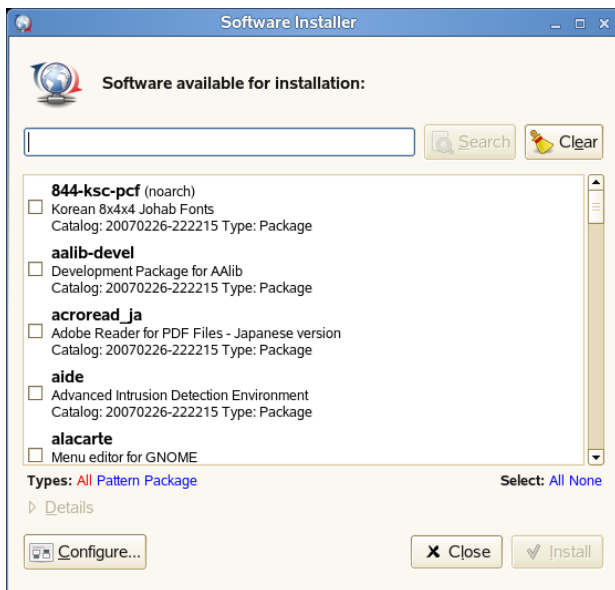 Software Installer
Software available for installation:
Search
Clear
844-ksc-pcf (noarch)
Korean 8x4x4 Johab Fonts
Catalog: 20070226-222215 Type: Package
aalib-devel
Development Package for AAlib
Catalog: 20070226-222215 Type: Package
acroread_ja
Adobe Reader for PDF Files - Japanese version
Catalog: 20070226-222215 Type: Package
aide
Advanced Intrusion Detection Environment
Catalog: 20070226-222215 Type: Package
alacarte
Menu editor for GNOME
Types: All Pattern Package
Select: All None
Details
Configure...
Close
Install